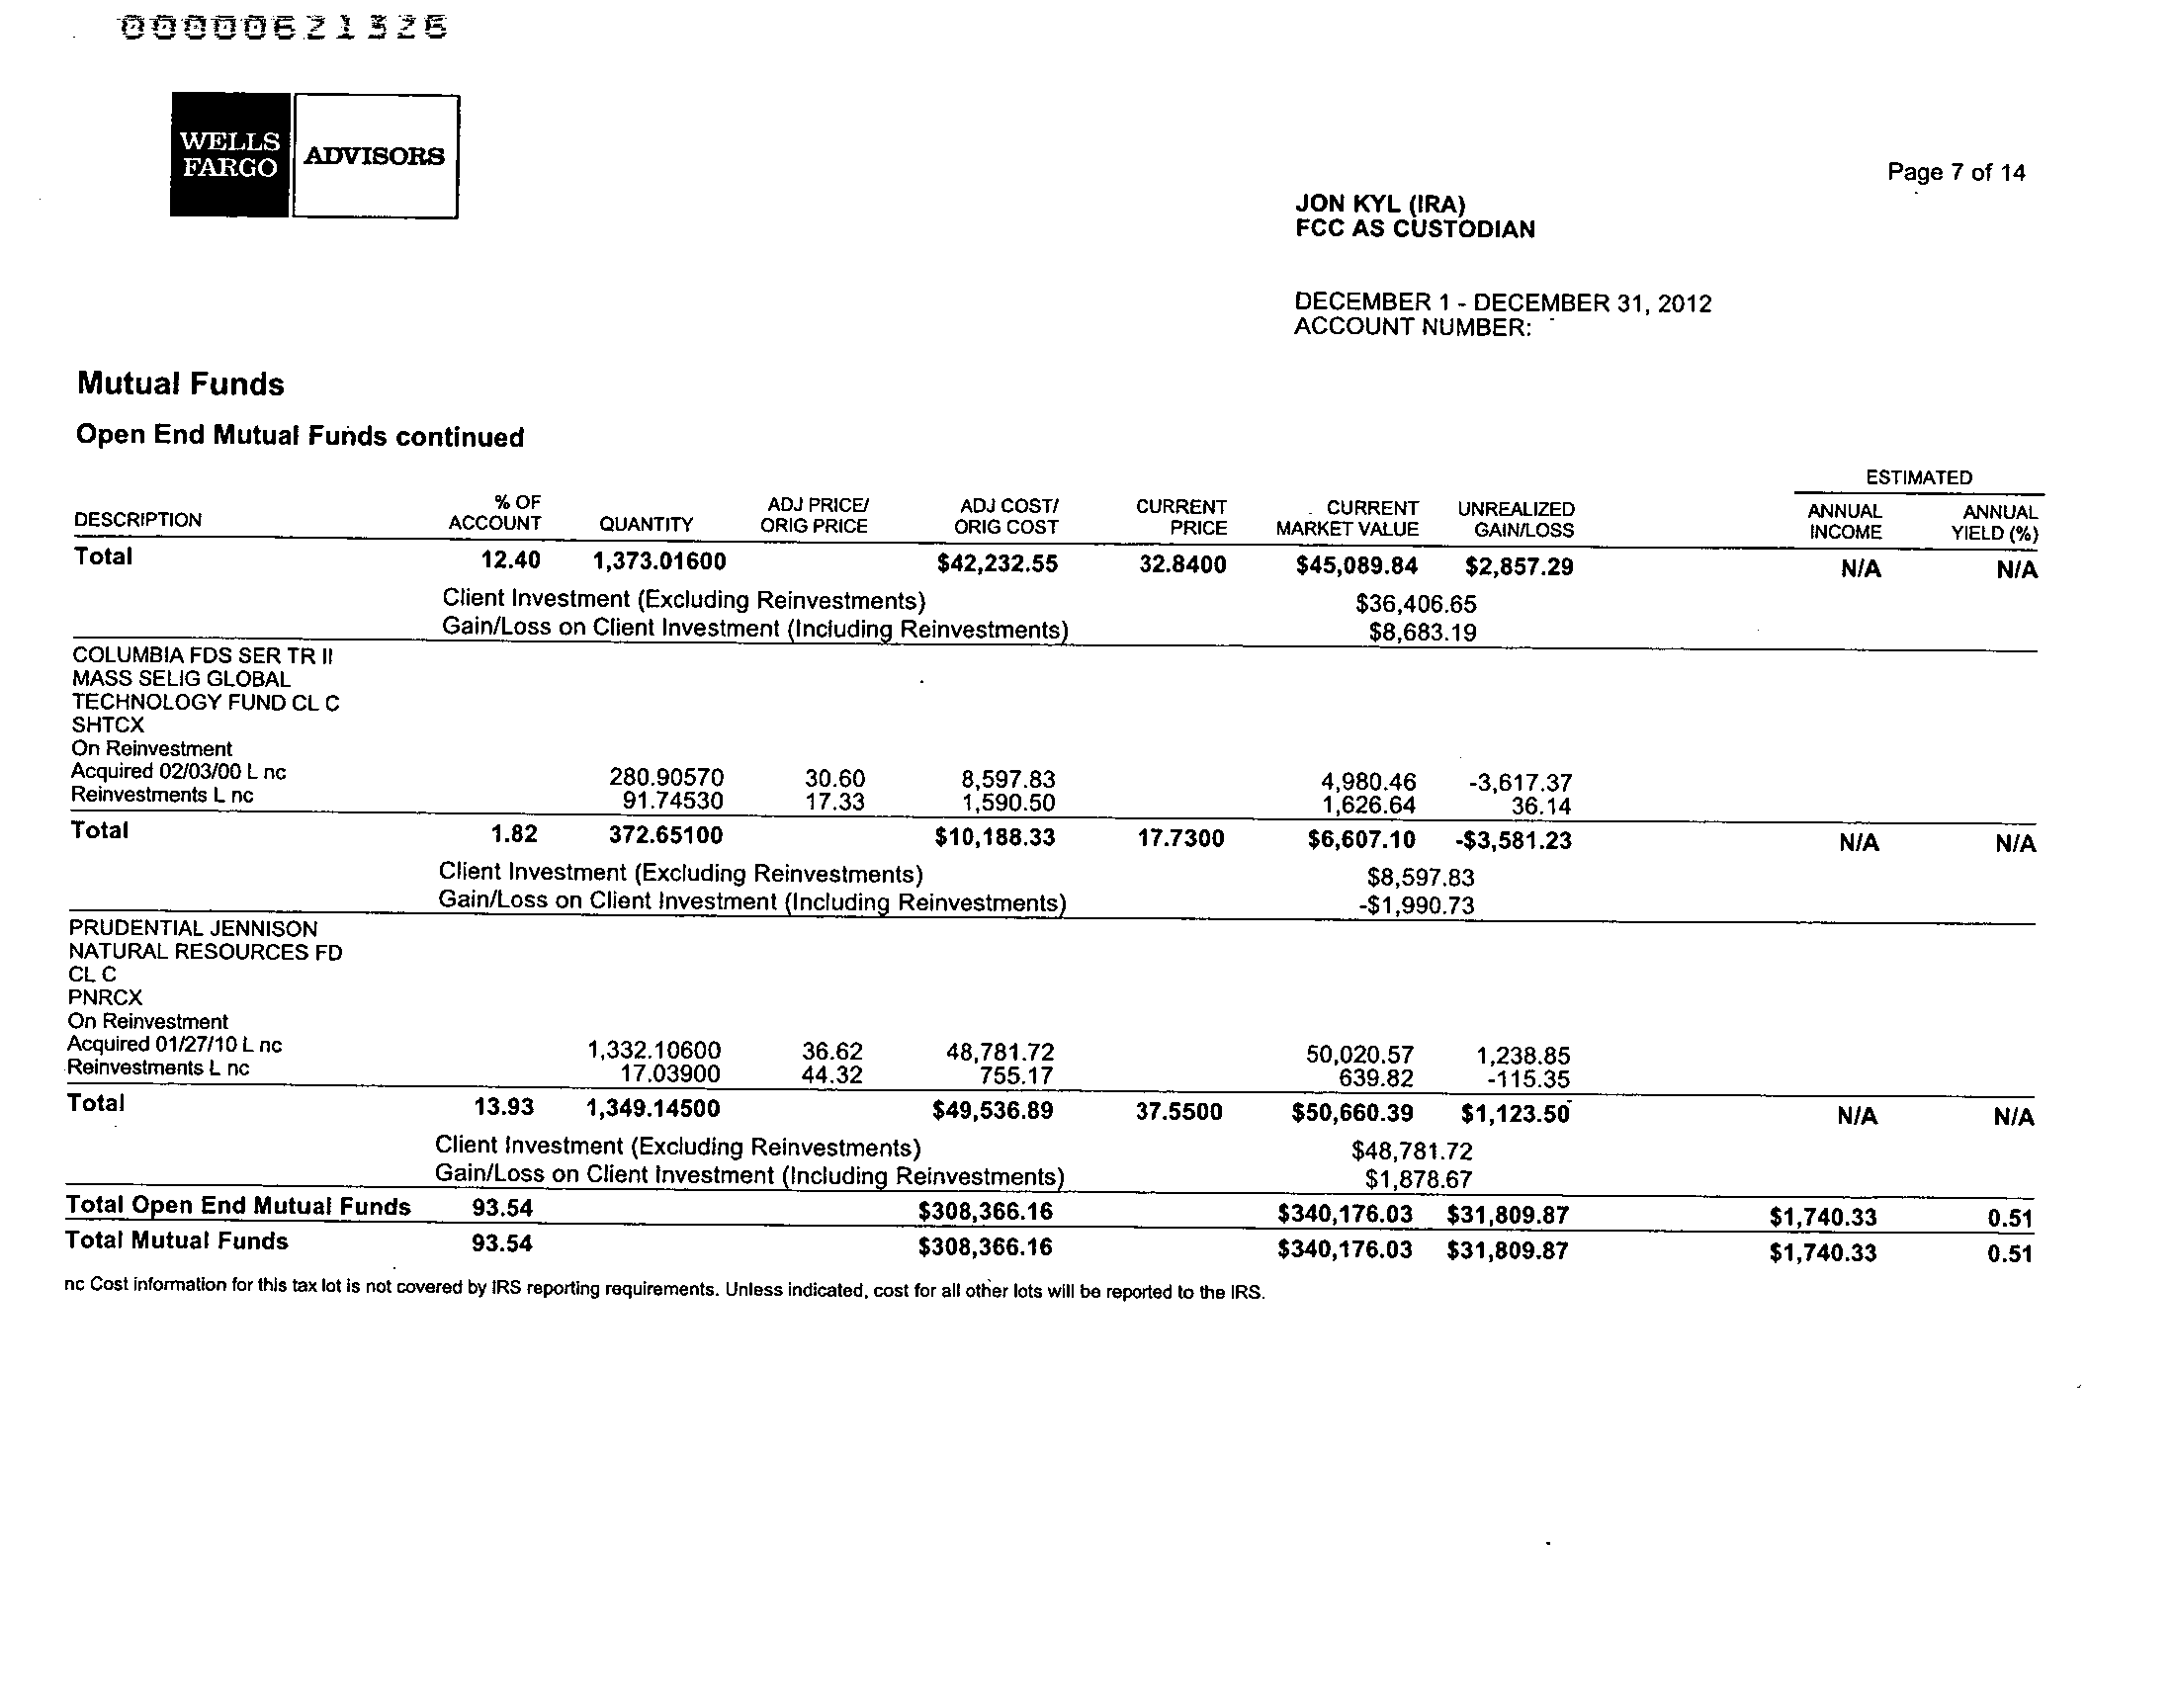 00000621326
WELLS FARGO ADVISORS
Page 7 of 14
JON KYL (IRA)
FCC AS CUSTODIAN
DECEMBER 1 - DECEMBER 31, 2012
ACCOUNT NUMBER:
Mutual Funds
Open End Mutual Funds continued
ESTIMATED
DESCRIPTION % OF ACCOUNT QUANTITY ADJ PRICE/ ORIG PRICE ADJ COST/ ORIG COST CURRENT PRICE CURRENT MARKET VALUE UNREALIZED GAIN/LOSS ANNUAL INCOME ANNUAL YIELD (%)
Total 12.40 1,373.01600 $42,232.55 32.8400 $45,089.84 $2,857.29 N/A N/A
Client Investment (Excluding Reinvestments) $36,406.65
Gain/Loss on Client Investment (Including Reinvestments) $8,683.19
COLUMBIA FDS SER TR II
MASS SELIG GLOBAL
TECHNOLOGY FUND CL C
SHTCX
On Reinvestment
Acquired 02/03/00 L nc 280.90570 30.60 8,597.83 4,980.46 -3,617.37
Reinvestments L nc 91.74530 17.33 1,590.50 1,626.64 36.14
Total 1.82 372.65100 $10,188.33 17.7300 $6,607.10 -$3,581.23 N/A N/A
Client Investment (Excluding Reinvestments) $8,597.83
Gain/Loss on Client Investment (Including Reinvestments) -$1,990.73
PRUDENTIAL JENNISON
NATURAL RESOURCES FD
CL C
PNRCX
On Reinvestment
Acquired 01/27/10 L nc 1,332.10600 36.62 48,781.72 50,020.57 1,238.85
Reinvestments L nc 17.03900 44.32 755.17 639.82 -115.35
Total 13.93 1,349.14500 $49,536.89 37.5500 $50,660.39 $1,123.50 N/A N/A
Client Investment (Excluding Reinvestments) $48,781.72
Gain/Loss on Client Investment (Including Reinvestments) $1,878.67
Total Open End Mutual Funds 93.54 $308,366.16 $340,176.03 $31,809.87 $1,740.33 0.51
Total Mutual Funds 93.54 $308,366.16 $340,176.03 $31,809.87 $1,740.33 0.51
nc Cost information for this tax lot is not covered by IRS reporting requirements. Unless indicated, cost for all other lots will be reported to the IRS.